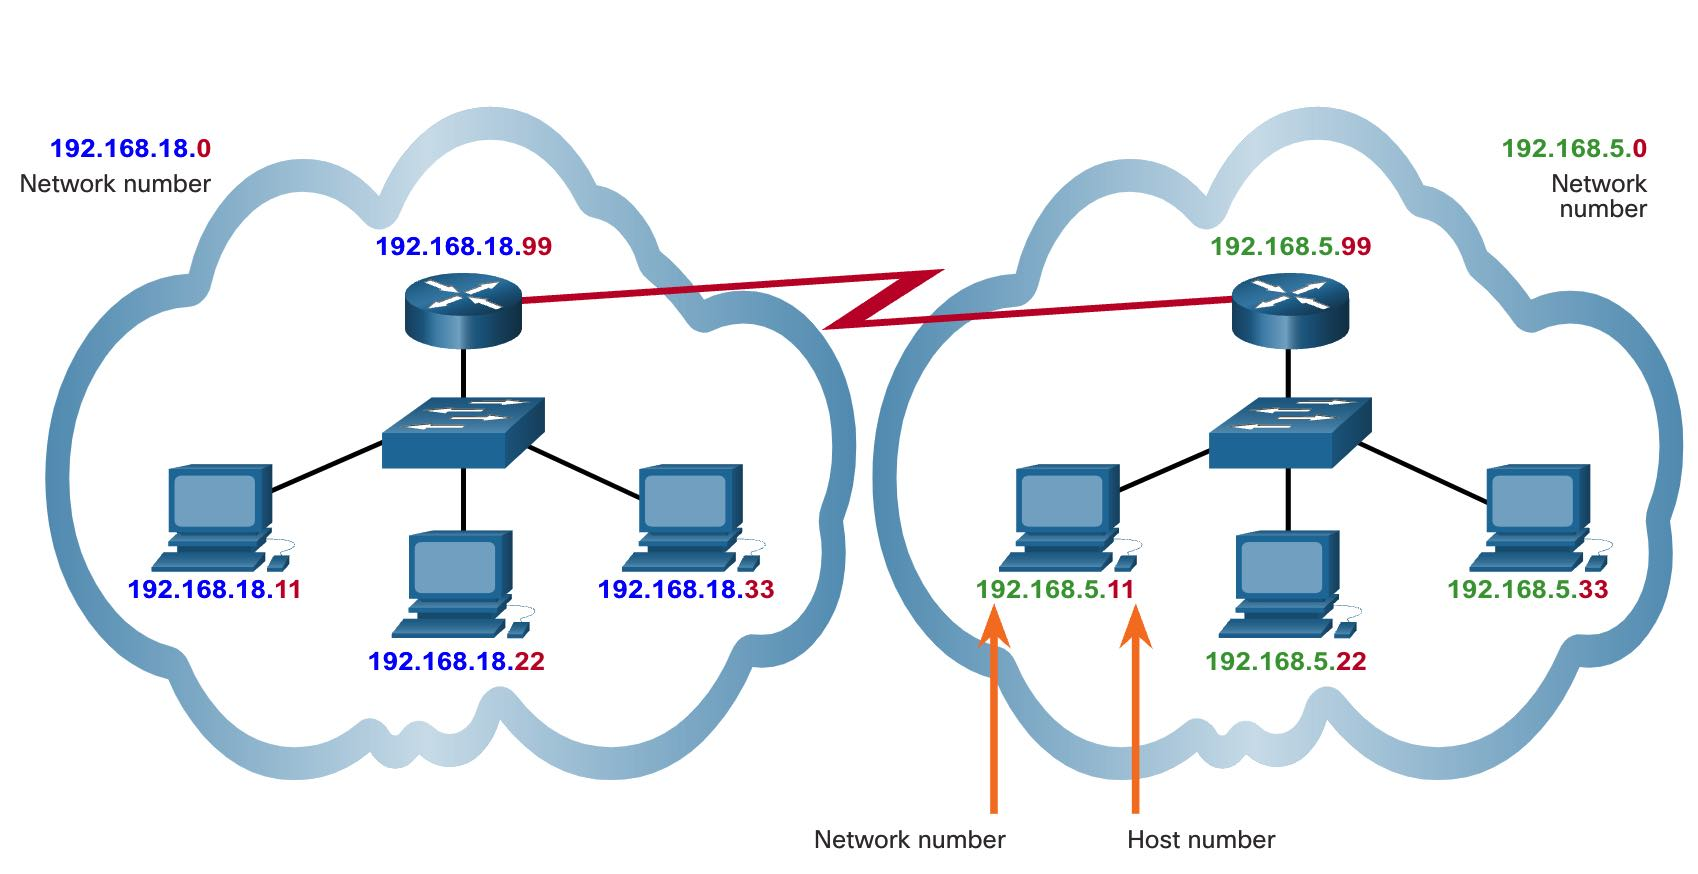 192.168.18.0
Network number
192.168.5.0
Network
number
192.168.18.99
192.168.5.99
192.168.18.11
192.168.18.33
192.168.5.11
192.168.5.33
192.168.18.22
192.168.5.22
Network number
Host number